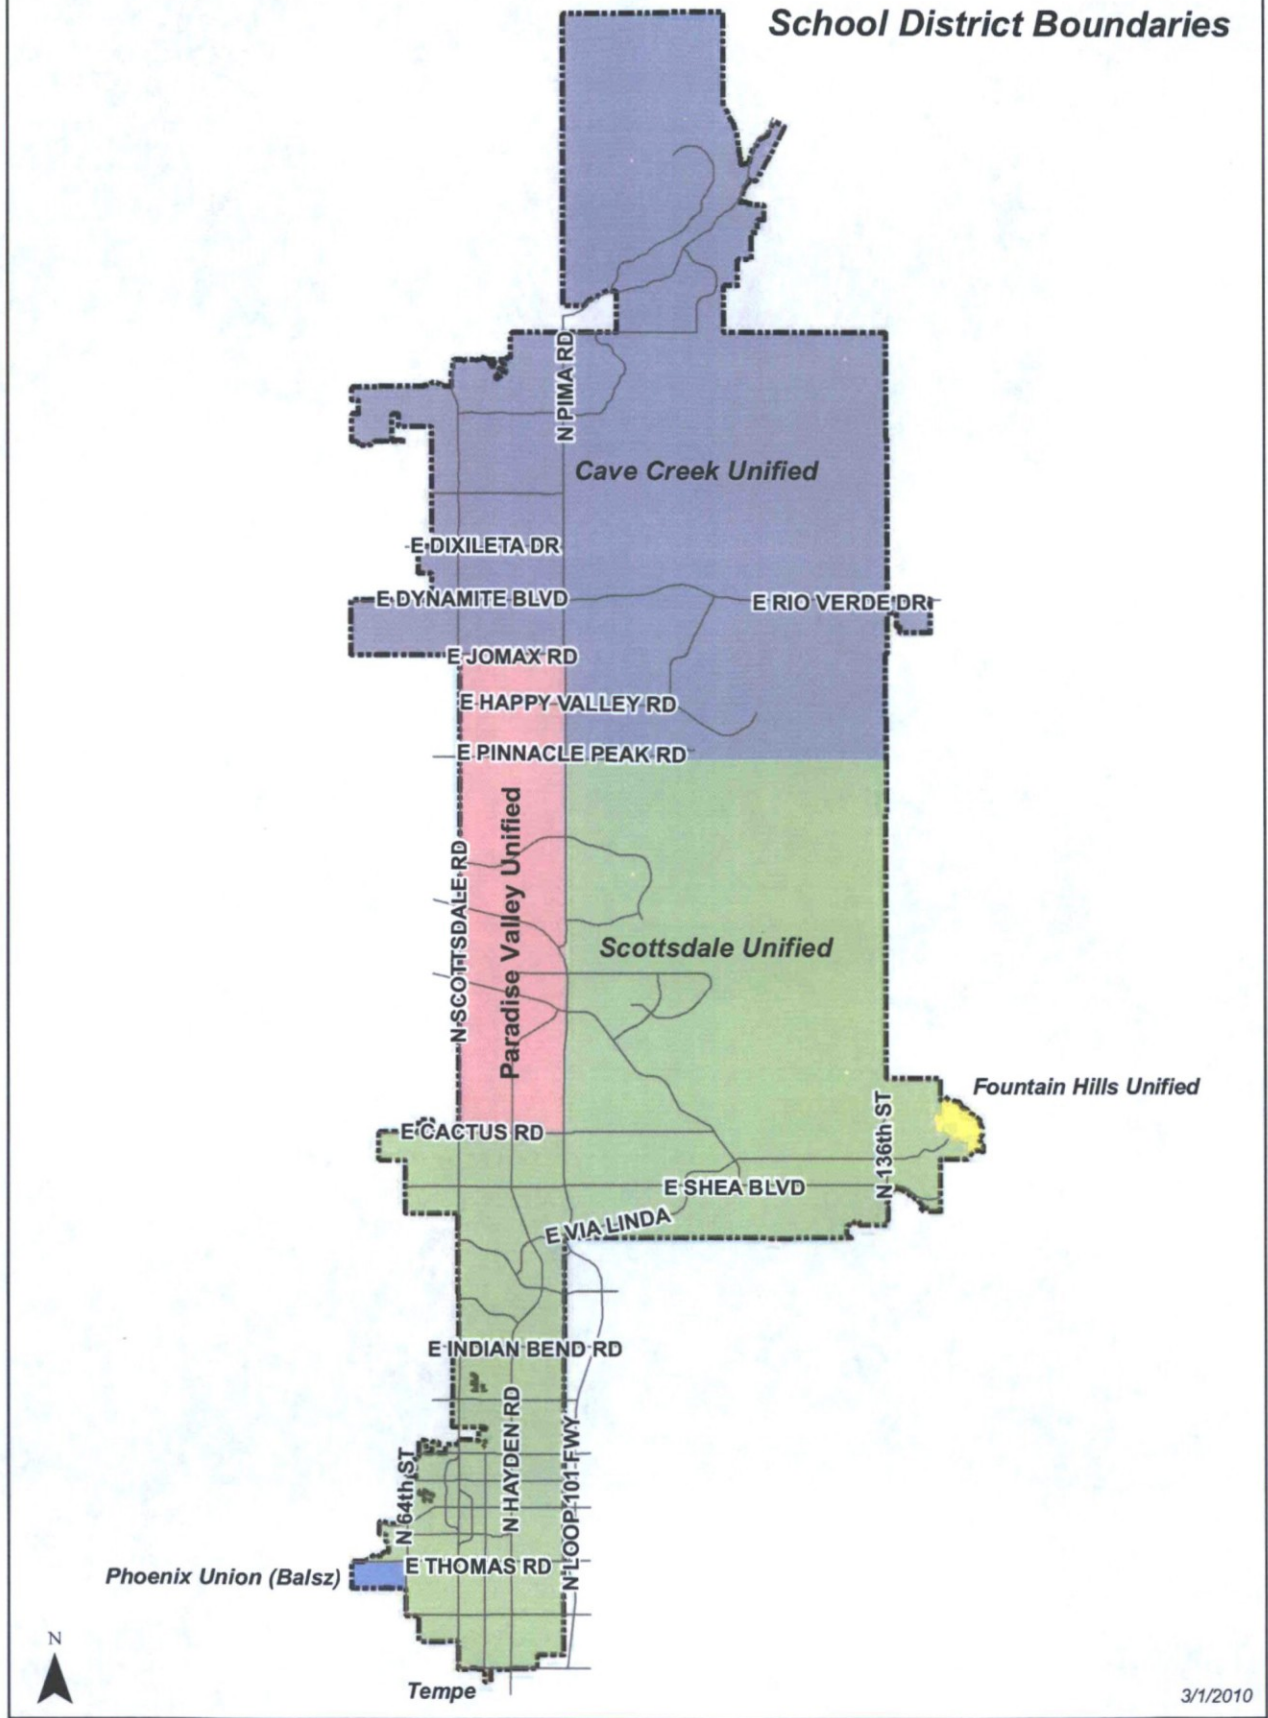 School District Boundaries
N PIMA RD
Cave Creek Unified
E DIXILETA DR
E DYNAMITE BLVD
E RIO VERDE DR
E JOMAX RD
E HAPPY VALLEY RD
E PINNACLE PEAK RD
Paradise Valley Unified
N SCOTTSDALE RD
Scottsdale Unified
Fountain Hills Unified
E CACTUS RD
N 136th ST
E SHEA BLVD
E VIA LINDA
E INDIAN BEND RD
N HAYDEN RD
N LOOP 101 FWY
N 64th ST
E THOMAS RD
Phoenix Union (Balsz)
N
Tempe
3/1/2010